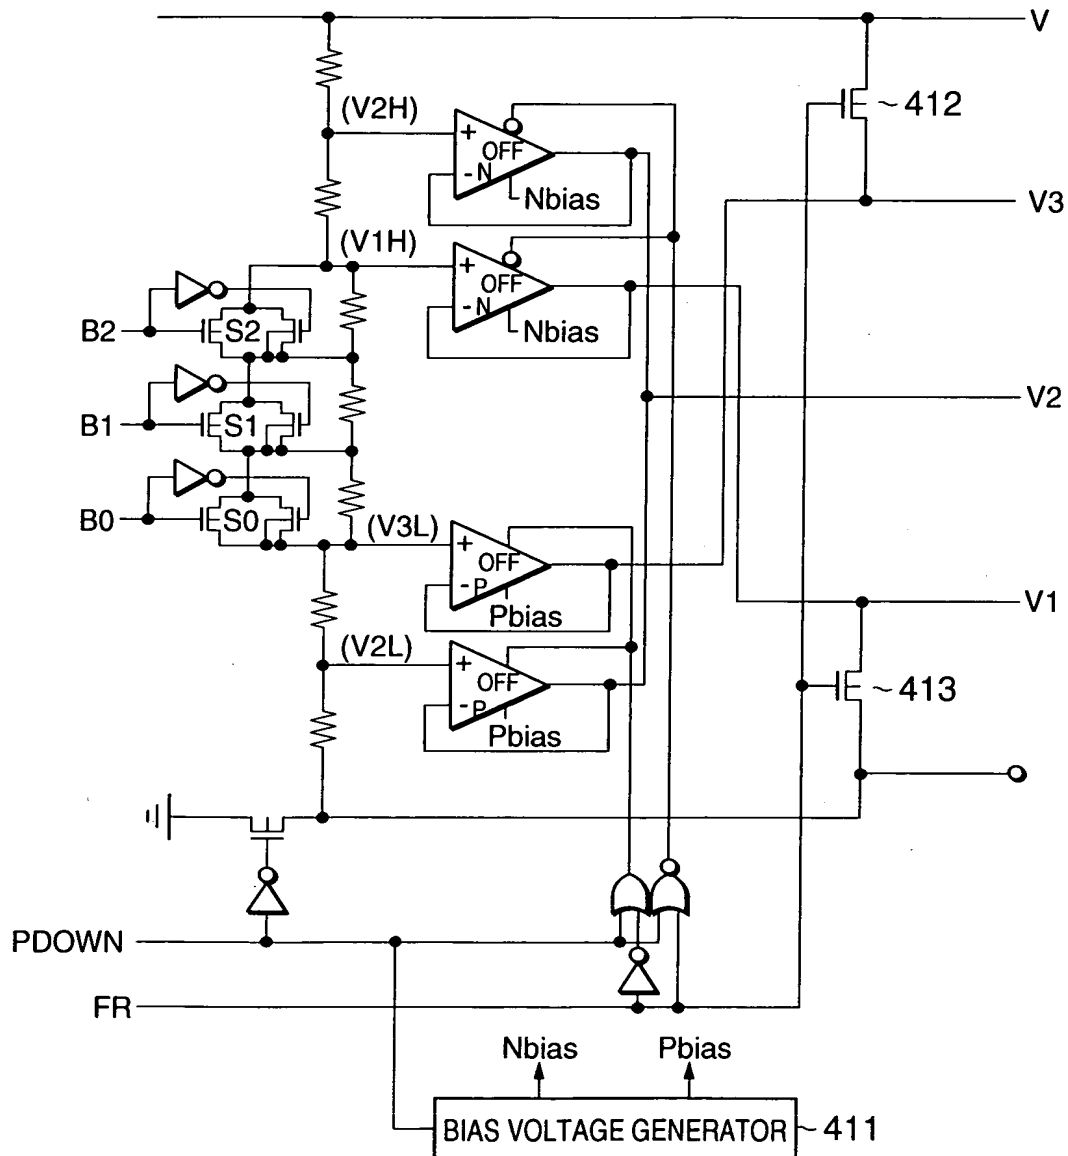 V
~412
(V2H)
+
OFF
-N
Nbias
V3
(V1H)
+
OFF
-N
Nbias
B2
S2
V2
B1
S1
B0
S0
(V3L)
+
OFF
-P
Pbias
V1
(V2L)
+
OFF
-P
Pbias
~413
PDOWN
FR
Nbias
Pbias
BIAS VOLTAGE GENERATOR
~411